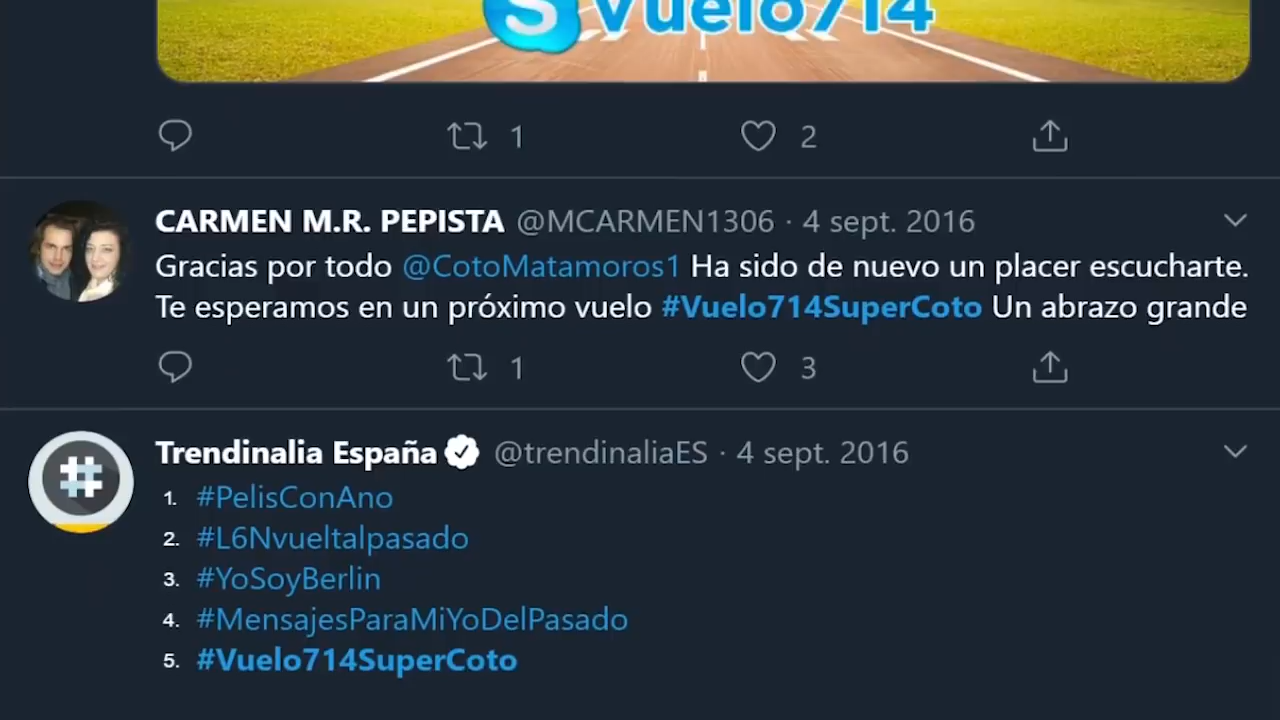 Vuelo714
1
2
CARMEN M.R. PEPISTA @MCARMEN1306 · 4 sept. 2016
Gracias por todo @CotoMatamoros1 Ha sido de nuevo un placer escucharte.
Te esperamos en un próximo vuelo #Vuelo714SuperCoto Un abrazo grande
1
3
Trendinalia España @trendinaliaES · 4 sept. 2016
1. #PelisConAno
2. #L6Nvueltalpasado
3. #YoSoyBerlin
4. #MensajesParaMiYoDelPasado
5. #Vuelo714SuperCoto